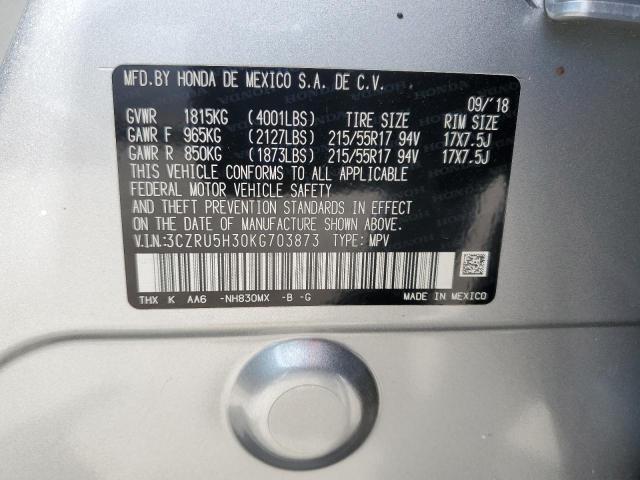 MFD.BY HONDA DE MEXICO S.A. DE C.V.
09/'18
GVWR 1815KG (4001LBS) TIRE SIZE RIM SIZE
GAWR F 965KG (2127LBS) 215/55R17 94V 17X7.5J
GAWR R 850KG (1873LBS) 215/55R17 94V 17X7.5J
THIS VEHICLE CONFORMS TO ALL APPLICABLE
FEDERAL MOTOR VEHICLE SAFETY
AND THEFT PREVENTION STANDARDS IN EFFECT
ON THE DATE OF MANUFACTURE SHOWN ABOVE.
V.I.N.:3CZRU5H30KG703873 TYPE: MPV
THX K AA6 -NH830MX -B -G MADE IN MEXICO